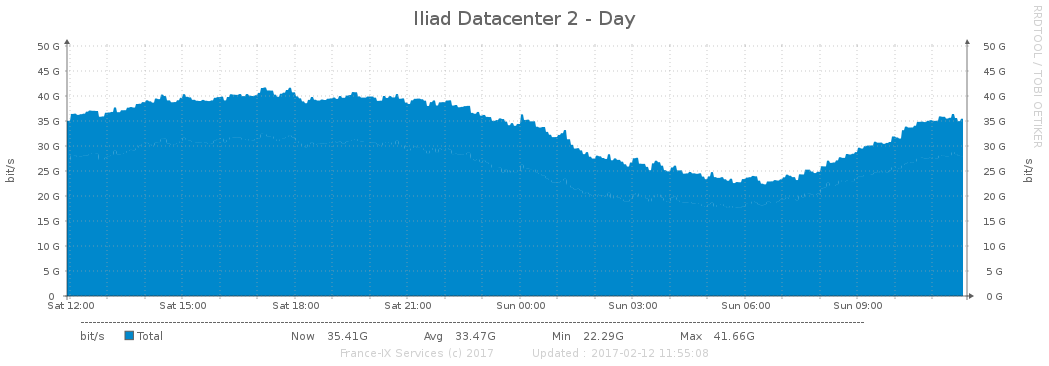 Iliad Datacenter 2 - Day
RRDTOOL / TOBI OETIKER
50 G 50 G
45 G 45 G
40 G 40 G
35 G 35 G
30 G 30 G
25 G 25 G
20 G 20 G
15 G 15 G
10 G 10 G
5 G 5 G
0 0 G
bit/s bit/s
Sat 12:00 Sat 15:00 Sat 18:00 Sat 21:00 Sun 00:00 Sun 03:00 Sun 06:00 Sun 09:00
bit/s Total Now 35.41G Avg 33.47G Min 22.29G Max 41.66G
France-IX Services (c) 2017 Updated : 2017-02-12 11:55:08